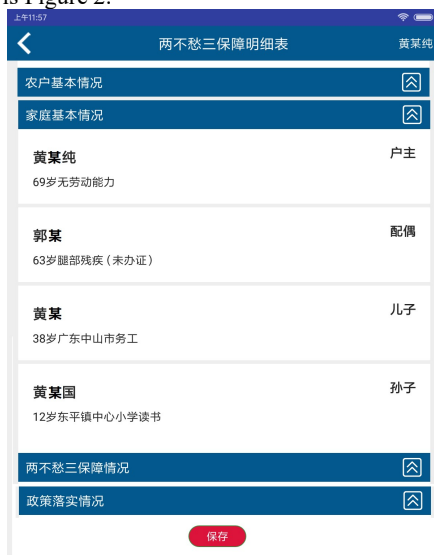 is Figure 2.
上午11:57
两不愁三保障明细表
黄某纯
农户基本情况
家庭基本情况
黄某纯
户主
69岁无劳动能力
郭某
配偶
63岁腿部残疾(未办证)
黄某
儿子
38岁广东中山市务工
黄某国
孙子
12岁东平镇中心小学读书
两不愁三保障情况
政策落实情况
保存